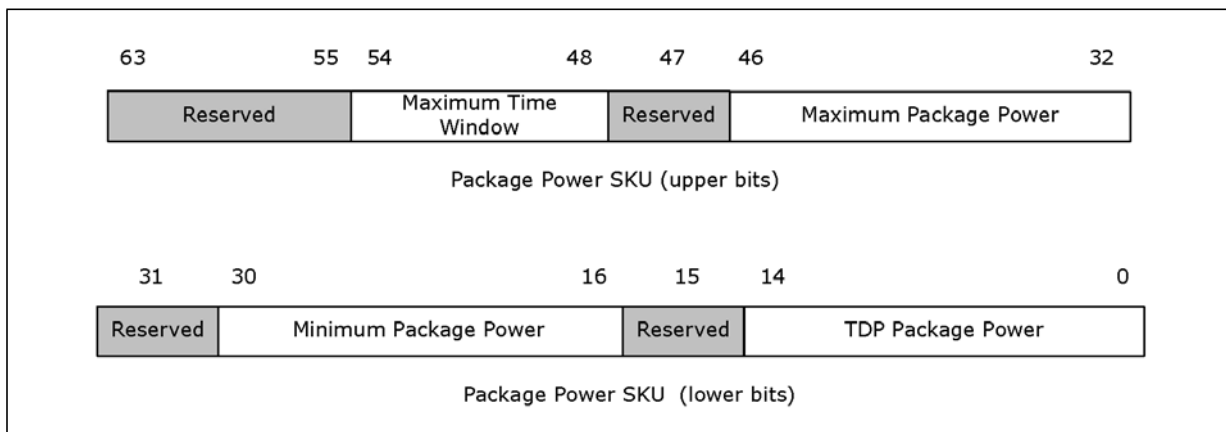 63 55 54 48 47 46 32
Reserved Maximum Time Window Reserved Maximum Package Power
Package Power SKU (upper bits)
31 30 16 15 14 0
Reserved Minimum Package Power Reserved TDP Package Power
Package Power SKU (lower bits)